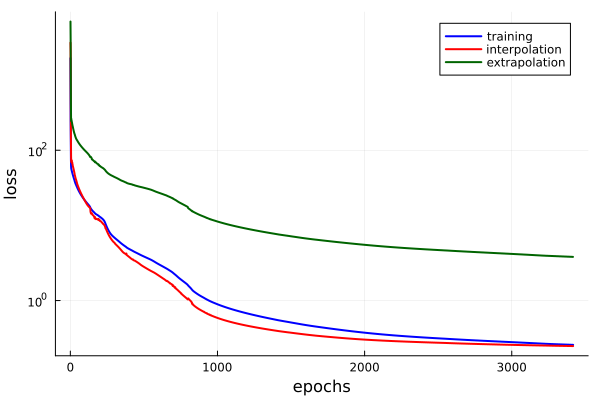 training
interpolation
extrapolation
10^2
10^0
loss
0
1000
2000
3000
epochs